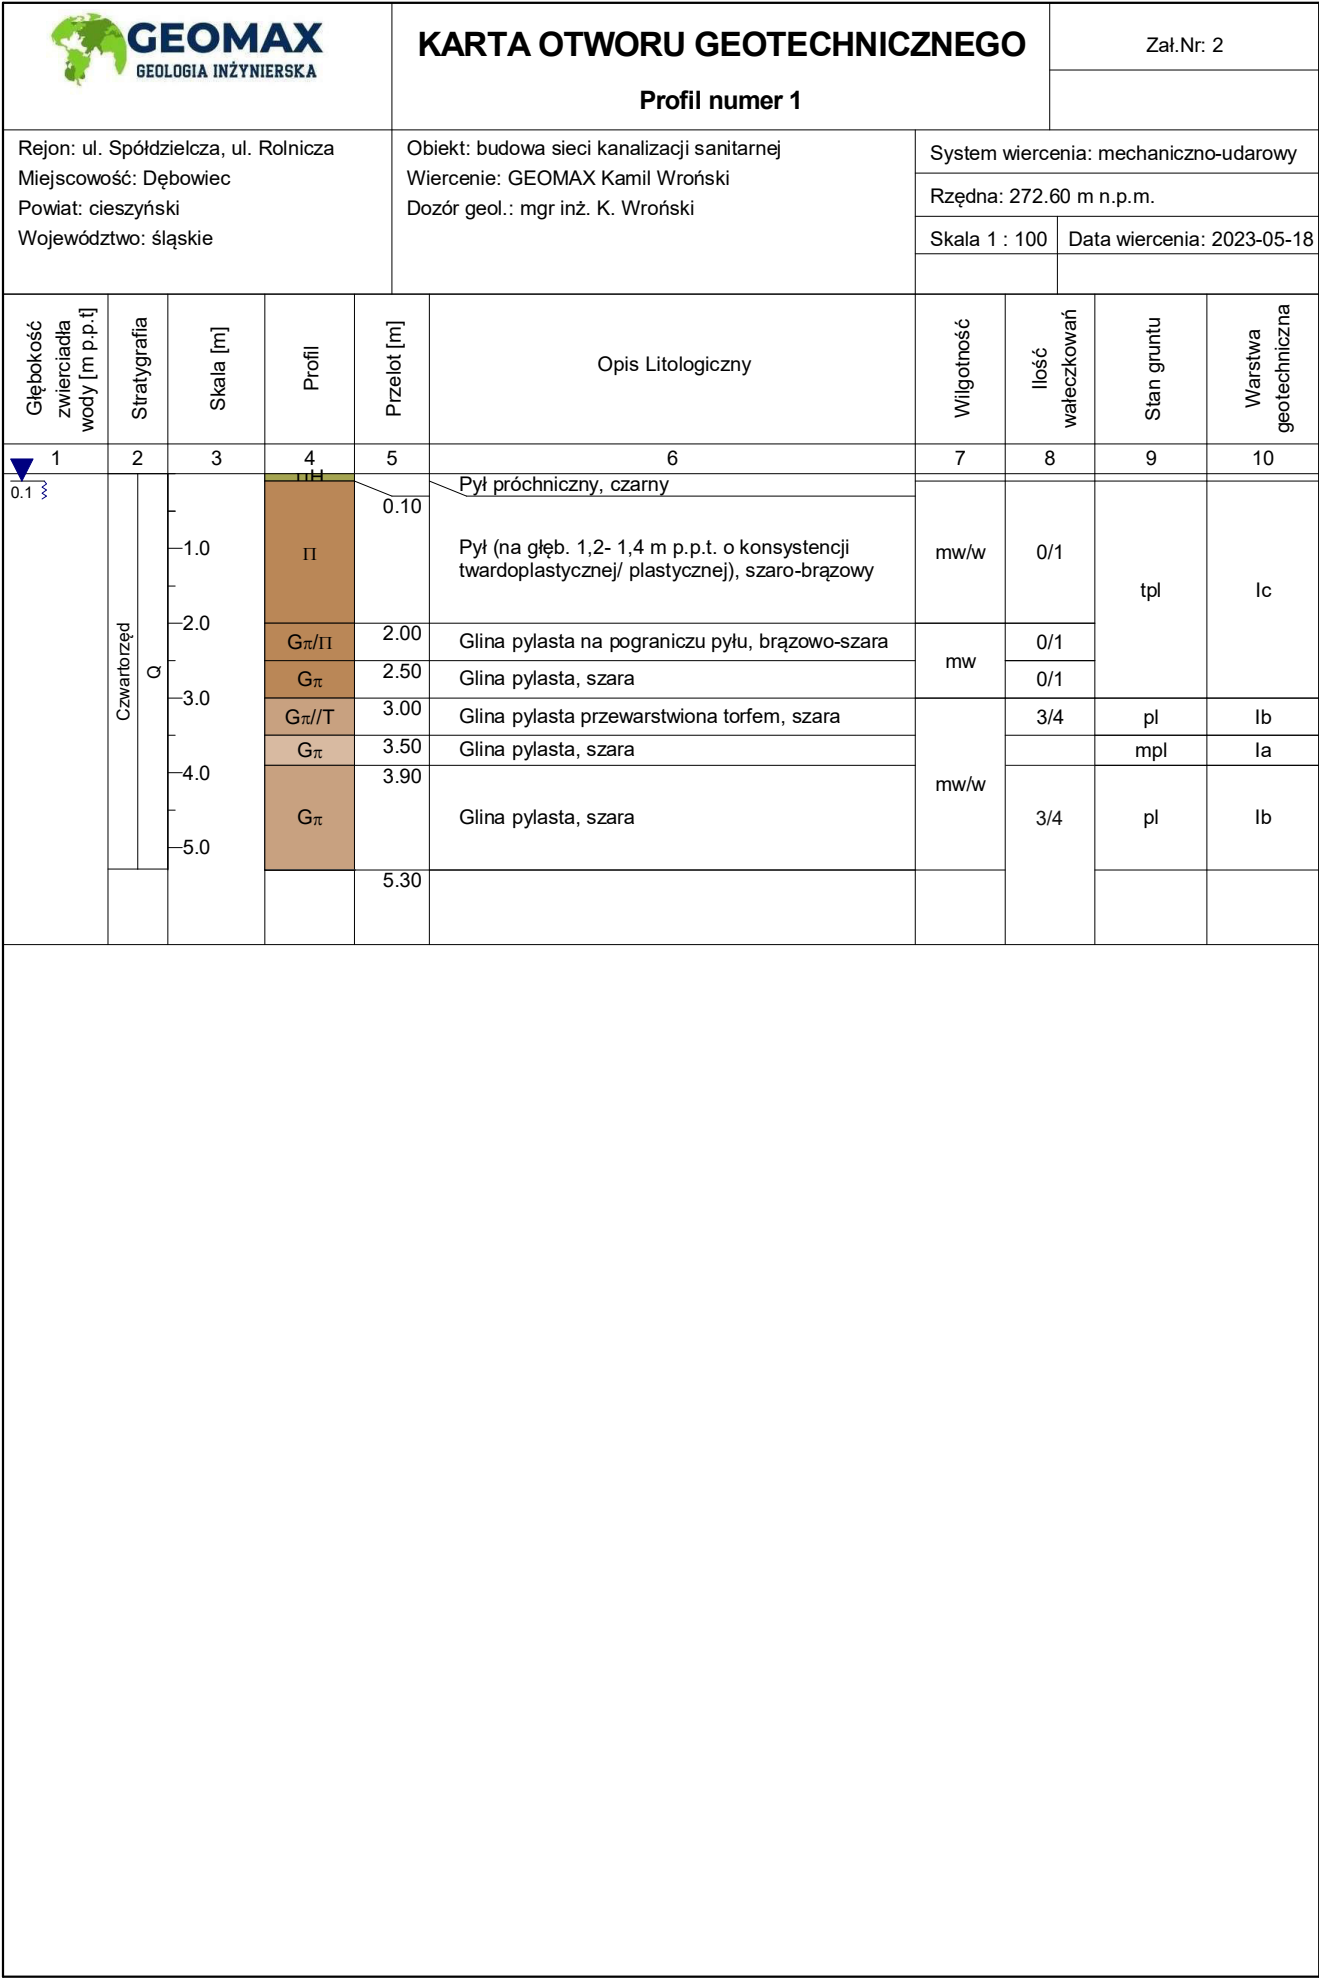 GEOMAX
GEOLOGIA INŻYNIERSKA
KARTA OTWORU GEOTECHNICZNEGO
Profil numer 1
Zał.Nr: 2
Rejon: ul. Spółdzielcza, ul. Rolnicza
Miejscowość: Dębowiec
Powiat: cieszyński
Województwo: śląskie
Obiekt: budowa sieci kanalizacji sanitarnej
Wiercenie: GEOMAX Kamil Wroński
Dozór geol.: mgr inż. K. Wroński
System wiercenia: mechaniczno-udarowy
Rzędna: 272.60 m n.p.m.
Skala 1 : 100
Data wiercenia: 2023-05-18
Głębokość
zwierciadła
wody [m p.p.t]
Stratygrafia
Skala [m]
Profil
Przelot [m]
Opis Litologiczny
Wilgotność
Ilość
wałeczkowań
Stan gruntu
Warstwa
geotechniczna
1 2 3 4 5 6 7 8 9 10
0.1
Czwartorzęd
Q
1.0
2.0
3.0
4.0
5.0
Pył próchniczny, czarny
0.10
Π
Pył (na głęb. 1,2- 1,4 m p.p.t. o konsystencji
twardoplastycznej/ plastycznej), szaro-brązowy
mw/w
0/1
tpl
Ic
Gπ/Π
2.00
Glina pylasta na pograniczu pyłu, brązowo-szara
mw
0/1
Gπ
2.50
Glina pylasta, szara
0/1
Gπ//T
3.00
Glina pylasta przewarstwiona torfem, szara
mw/w
3/4
pl
Ib
Gπ
3.50
Glina pylasta, szara
mpl
Ia
Gπ
3.90
Glina pylasta, szara
3/4
pl
Ib
5.30